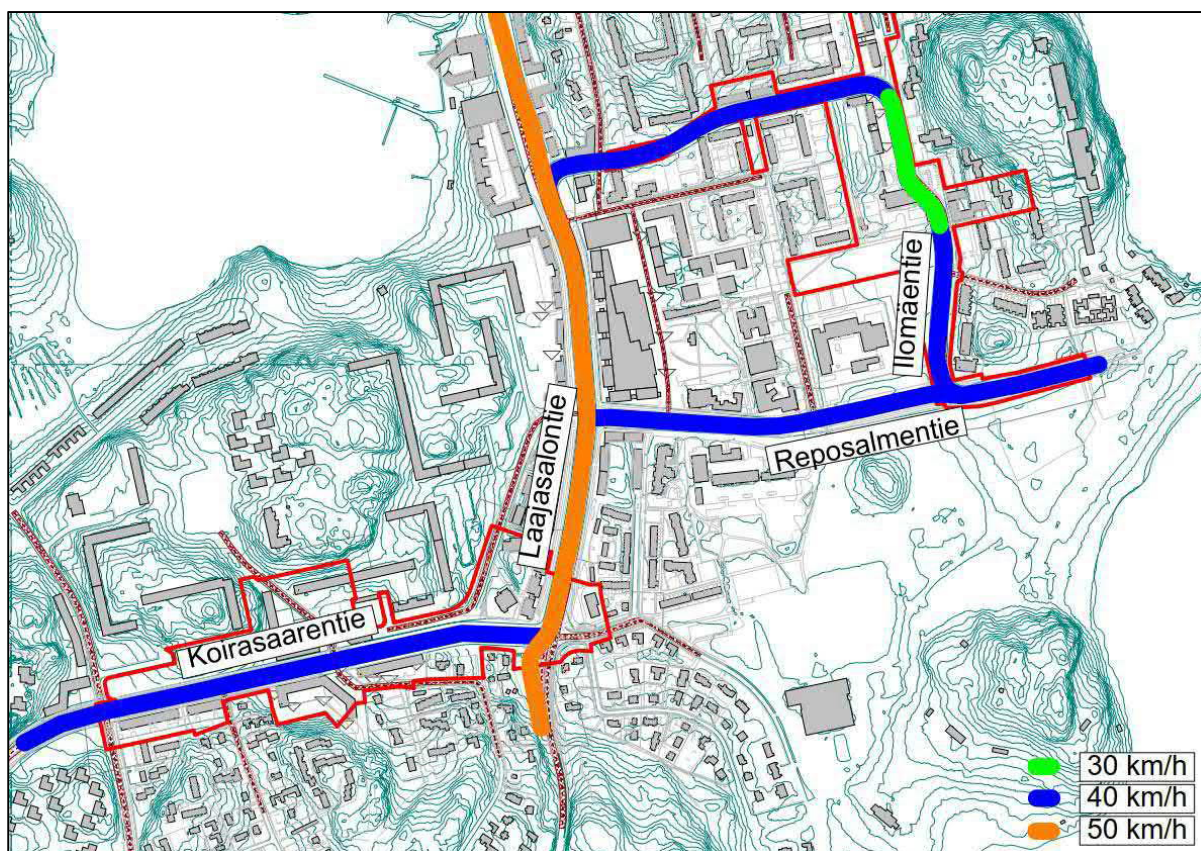 Ilomäentie
Laajasalontie
Reposalmentie
Koirasaarentie
30 km/h
40 km/h
50 km/h